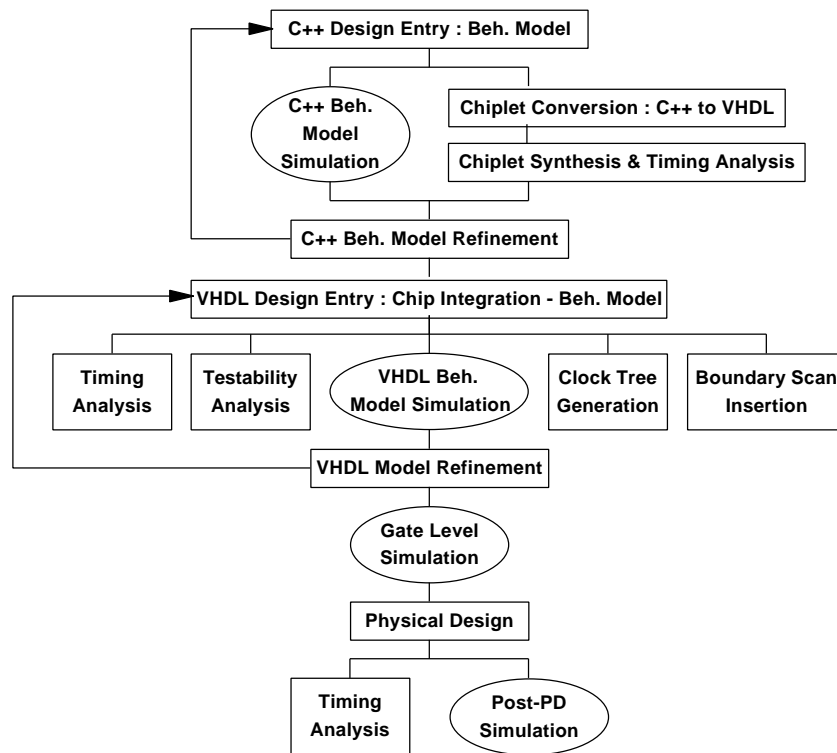 C++ Design Entry : Beh. Model
C++ Beh.
Model
Simulation
Chiplet Conversion : C++ to VHDL
Chiplet Synthesis & Timing Analysis
C++ Beh. Model Refinement
VHDL Design Entry : Chip Integration - Beh. Model
Timing
Analysis
Testability
Analysis
VHDL Beh.
Model Simulation
Clock Tree
Generation
Boundary Scan
Insertion
VHDL Model Refinement
Gate Level
Simulation
Physical Design
Timing
Analysis
Post-PD
Simulation